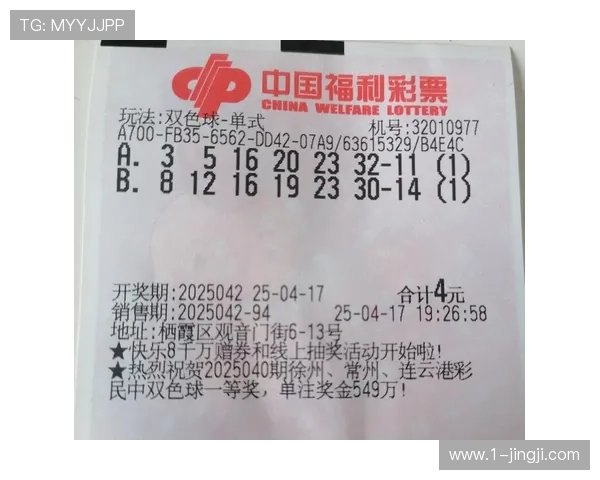 TG: MYYJJPP
中国福利彩票
CHINA WELFARE LOTTERY
玩法:双色球-单式 机号:32010977
A700-FB35-6562-DD42-07A9/63615329/B4E4C
A. 3 5 16 20 23 32-11 (1)
B. 8 12 16 19 23 30-14 (1)
开奖期:2025042 25-04-17 合计4元
销售期:2025042-94 25-04-17 19:26:58
地址:栖霞区观音门街6-13号
★快乐8千万赠券和线上抽奖活动开始啦!
★热烈祝贺2025040期徐州、常州、连云港彩
民中双色球一等奖,单注奖金549万!
www.1-jingji.com